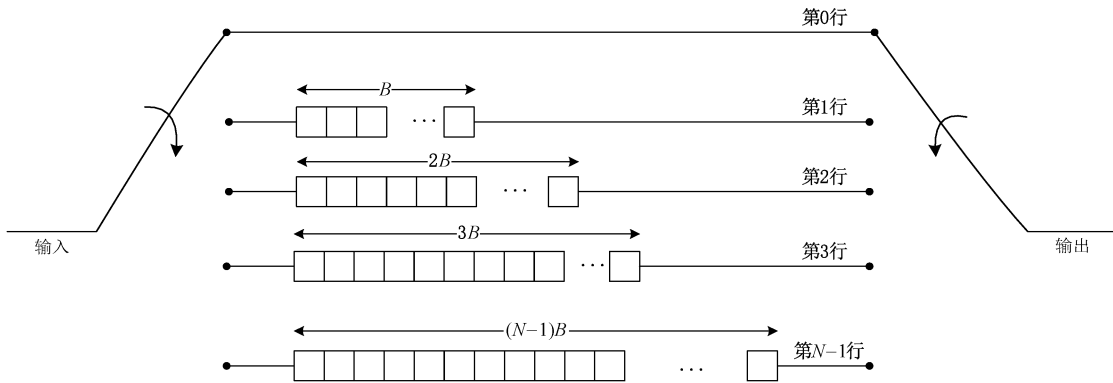 第0行
B
…
第1行
2B
…
第2行
输入
3B
…
第3行
输出
(N−1)B
…
第N−1行